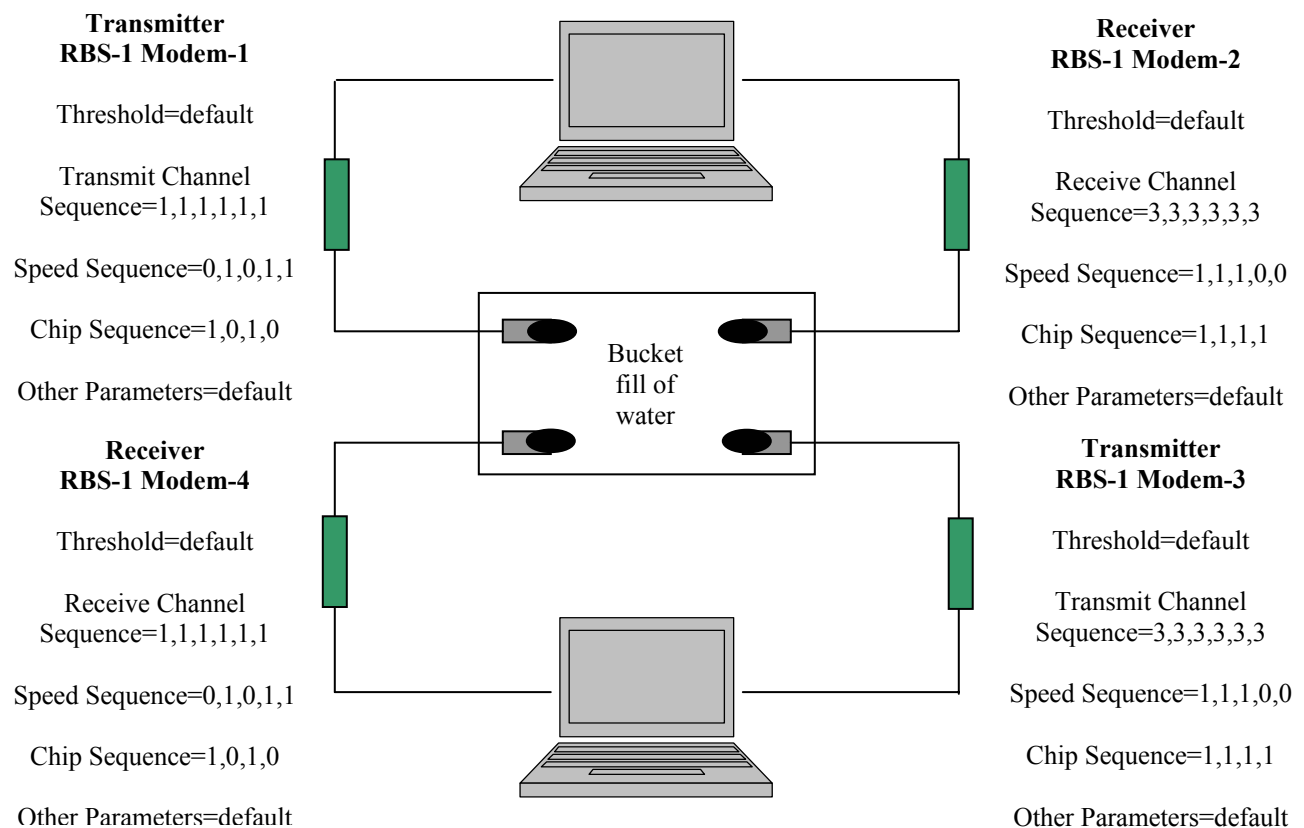 Transmitter
RBS-1 Modem-1
Threshold=default
Transmit Channel
Sequence=1,1,1,1,1,1
Speed Sequence=0,1,0,1,1
Chip Sequence=1,0,1,0
Other Parameters=default
Receiver
RBS-1 Modem-2
Threshold=default
Receive Channel
Sequence=3,3,3,3,3,3
Speed Sequence=1,1,1,0,0
Chip Sequence=1,1,1,1
Other Parameters=default
Bucket
fill of
water
Receiver
RBS-1 Modem-4
Threshold=default
Receive Channel
Sequence=1,1,1,1,1,1
Speed Sequence=0,1,0,1,1
Chip Sequence=1,0,1,0
Other Parameters=default
Transmitter
RBS-1 Modem-3
Threshold=default
Transmit Channel
Sequence=3,3,3,3,3,3
Speed Sequence=1,1,1,0,0
Chip Sequence=1,1,1,1
Other Parameters=default